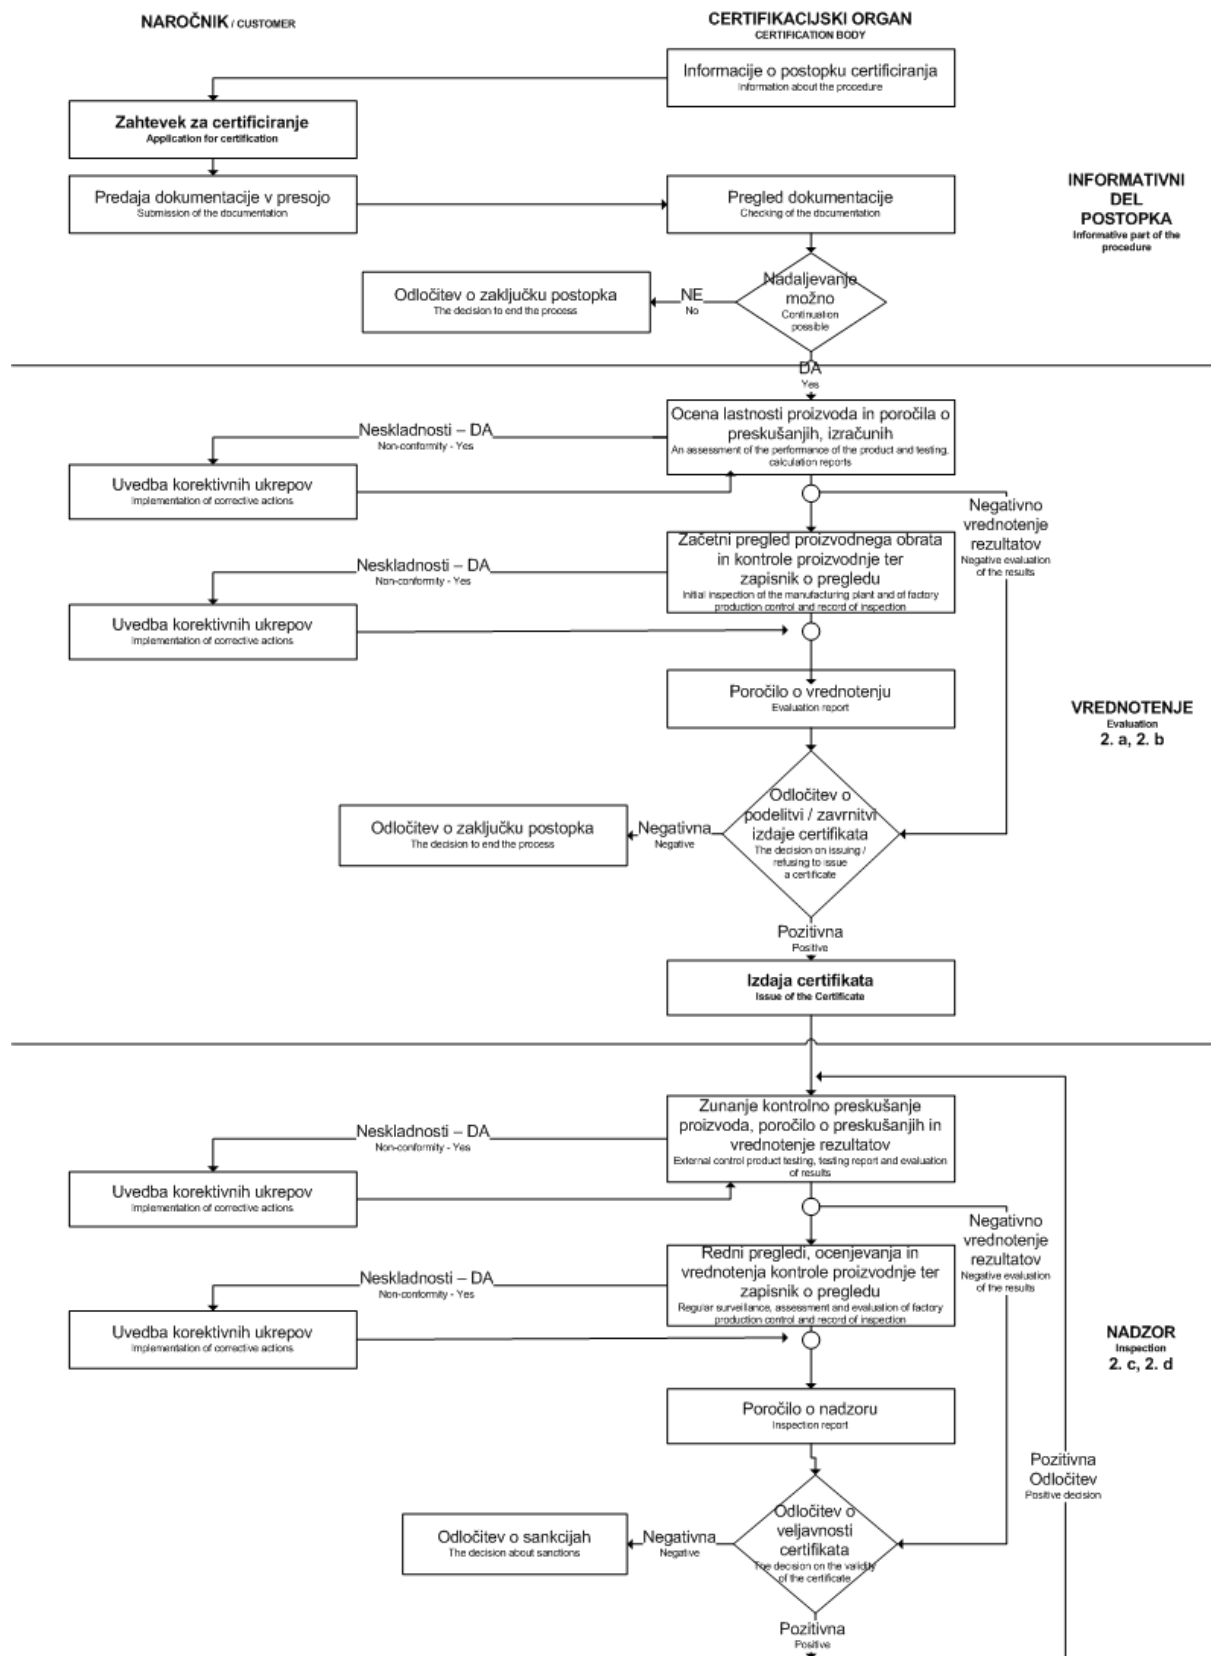 NAROČNIK / CUSTOMER
CERTIFIKACIJSKI ORGAN
CERTIFICATION BODY
Informacije o postopku certificiranja
Information about the procedure
Zahtevek za certificiranje
Application for certification
Predaja dokumentacije v presojo
Submission of the documentation
Pregled dokumentacije
Checking of the documentation
INFORMATIVNI
DEL
POSTOPKA
Informative part of the
procedure
Nadaljevanje
možno
Continuation
possible
NE
No
Odločitev o zaključku postopka
The decision to end the process
DA
Yes
Ocena lastnosti proizvoda in poročila o
preskušanjih, izračunih
An assessment of the performance of the product and testing,
calculation reports
Neskladnosti – DA
Non-conformity - Yes
Uvedba korektivnih ukrepov
Implementation of corrective actions
Negativno
vrednotenje
rezultatov
Negative evaluation
of the results
Začetni pregled proizvodnega obrata
in kontrole proizvodnje ter
zapisnik o pregledu
Initial inspection of the manufacturing plant and of factory
production control and record of inspection
Neskladnosti – DA
Non-conformity - Yes
Uvedba korektivnih ukrepov
Implementation of corrective actions
Poročilo o vrednotenju
Evaluation report
VREDNOTENJE
Evaluation
2. a, 2. b
Odločitev o
podelitvi / zavrnitvi
izdaje certifikata
The decision on issuing /
refusing to issue
a certificate
Negativna
Negative
Odločitev o zaključku postopka
The decision to end the process
Pozitivna
Positive
Izdaja certifikata
Issue of the Certificate
Zunanje kontrolno preskušanje
proizvoda, poročilo o preskušanjih in
vrednotenje rezultatov
External control product testing, testing report and evaluation
of results
Neskladnosti – DA
Non-conformity - Yes
Uvedba korektivnih ukrepov
Implementation of corrective actions
Negativno
vrednotenje
rezultatov
Negative evaluation
of the results
Redni pregledi, ocenjevanja in
vrednotenja kontrole proizvodnje ter
zapisnik o pregledu
Regular surveillance, assessment and evaluation of factory
production control and record of inspection
Neskladnosti – DA
Non-conformity - Yes
Uvedba korektivnih ukrepov
Implementation of corrective actions
NADZOR
Inspection
2. c, 2. d
Poročilo o nadzoru
Inspection report
Pozitivna
Odločitev
Positive decision
Odločitev o
veljavnosti
certifikata
The decision on the validity
of the certificate
Negativna
Negative
Odločitev o sankcijah
The decision about sanctions
Pozitivna
Positive